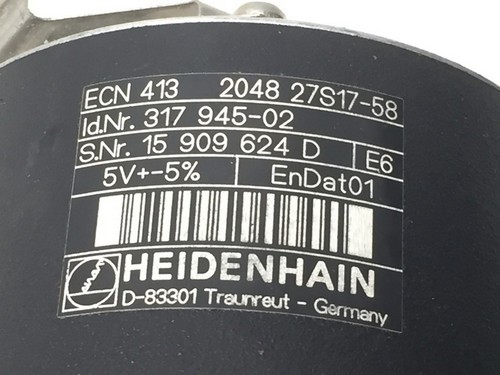 ECN 413 2048 27S17-58
Id.Nr. 317 945-02
S.Nr. 15 909 624 D E6
5V+-5% EnDat01
HEIDENHAIN
D-83301 Traunreut - Germany